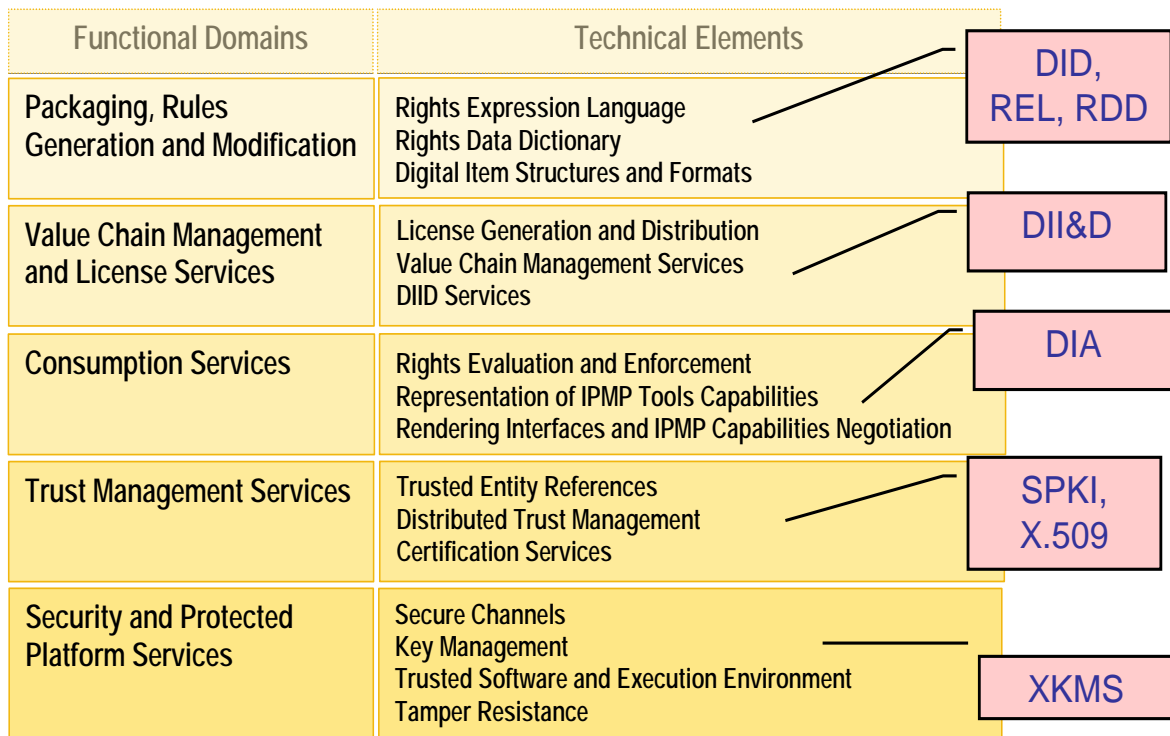 Functional Domains
Technical Elements
DID,
REL, RDD
Packaging, Rules
Generation and Modification
Rights Expression Language
Rights Data Dictionary
Digital Item Structures and Formats
Value Chain Management
and License Services
License Generation and Distribution
Value Chain Management Services
DIID Services
DII&D
Consumption Services
Rights Evaluation and Enforcement
Representation of IPMP Tools Capabilities
Rendering Interfaces and IPMP Capabilities Negotiation
DIA
Trust Management Services
Trusted Entity References
Distributed Trust Management
Certification Services
SPKI,
X.509
Security and Protected
Platform Services
Secure Channels
Key Management
Trusted Software and Execution Environment
Tamper Resistance
XKMS